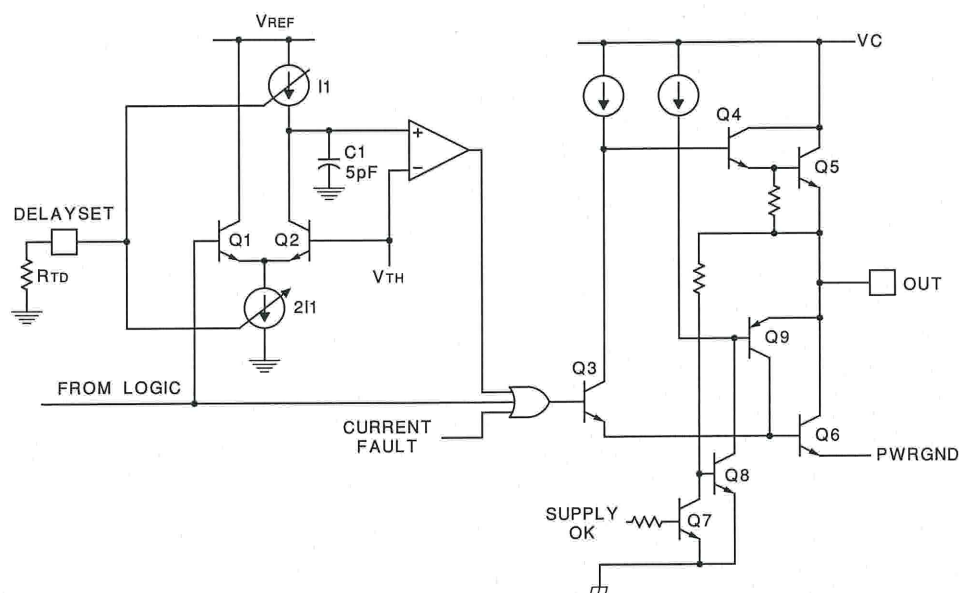 VREF
VC
I1
Q4
C1
5pF
Q5
DELAYSET
Q1
Q2
RTD
VTH
OUT
2I1
Q9
Q3
FROM LOGIC
CURRENT
FAULT
Q6
PWRGND
Q8
SUPPLY
OK
Q7